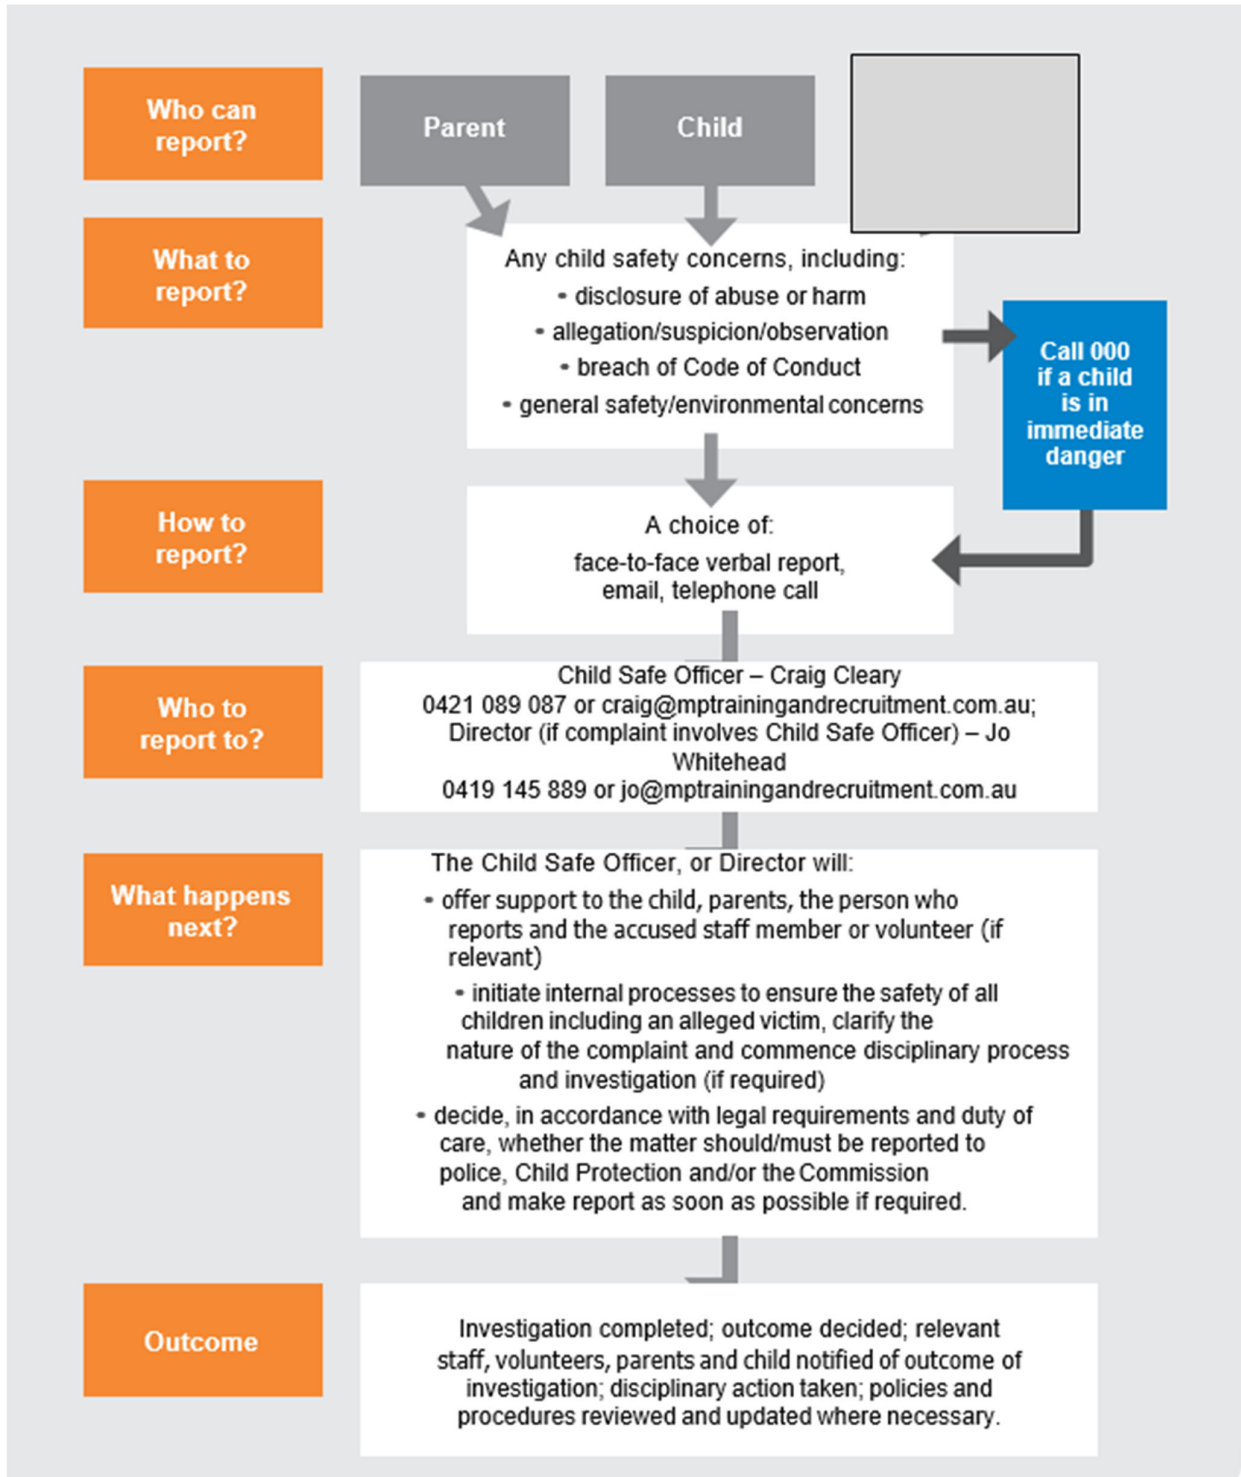 Who can
report?
Parent
Child
What to
report?
Any child safety concerns, including:
• disclosure of abuse or harm
• allegation/suspicion/observation
• breach of Code of Conduct
• general safety/environmental concerns
Call 000
if a child
is in
immediate
danger
How to
report?
A choice of:
face-to-face verbal report,
email, telephone call
Who to
report to?
Child Safe Officer – Craig Cleary
0421 089 087 or craig@mptrainingandrecruitment.com.au;
Director (if complaint involves Child Safe Officer) – Jo
Whitehead
0419 145 889 or jo@mptrainingandrecruitment.com.au
What happens
next?
The Child Safe Officer, or Director will:
• offer support to the child, parents, the person who
reports and the accused staff member or volunteer (if
relevant)
• initiate internal processes to ensure the safety of all
children including an alleged victim, clarify the
nature of the complaint and commence disciplinary process
and investigation (if required)
• decide, in accordance with legal requirements and duty of
care, whether the matter should/must be reported to
police, Child Protection and/or the Commission
and make report as soon as possible if required.
Outcome
Investigation completed; outcome decided; relevant
staff, volunteers, parents and child notified of outcome of
investigation; disciplinary action taken; policies and
procedures reviewed and updated where necessary.